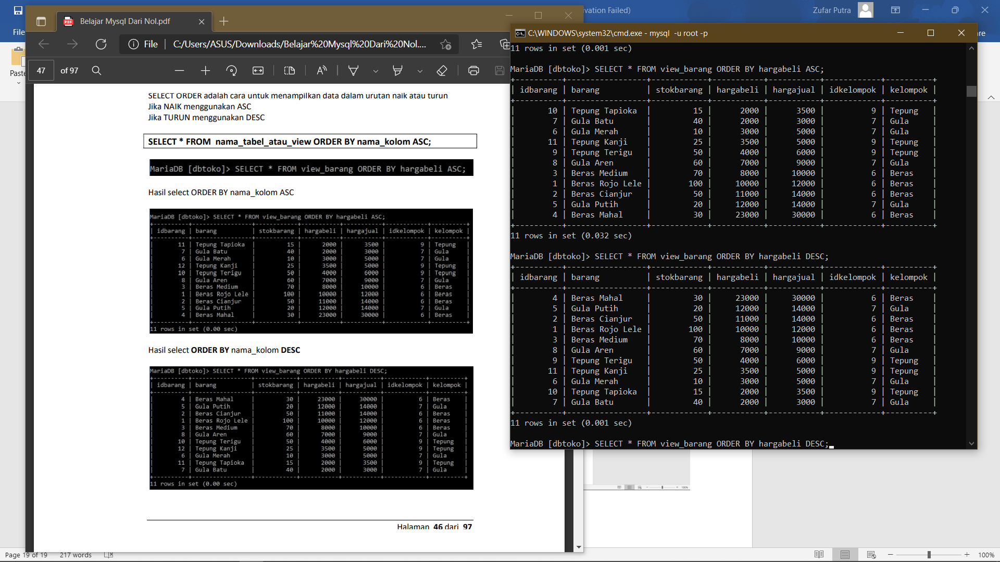 ivation Failed)
Zufar Putra
File
re
Paste
Belajar Mysql Dari Nol.pdf
File
C:/Users/ASUS/Downloads/Belajar%20Mysql%20Dari%20Nol....
47 of 97
SELECT ORDER adalah cara untuk menampilkan data dalam urutan naik atau turun
Jika NAIK menggunakan ASC
Jika TURUN menggunakan DESC
SELECT * FROM nama_tabel_atau_view ORDER BY nama_kolom ASC;
MariaDB [dbtoko]> SELECT * FROM view_barang ORDER BY hargabeli ASC;
Hasil select ORDER BY nama_kolom ASC
MariaDB [dbtoko]> SELECT * FROM view_barang ORDER BY hargabeli ASC;
| idbarang | barang | stokbarang | hargabeli | hargajual | idkelompok | kelompok |
| 11 | Tepung Tapioka | 15 | 2000 | 3500 | 9 | Tepung |
| 7 | Gula Batu | 40 | 2000 | 3000 | 7 | Gula |
| 6 | Gula Merah | 10 | 3000 | 5000 | 7 | Gula |
| 12 | Tepung Kanji | 25 | 3500 | 5000 | 9 | Tepung |
| 10 | Tepung Terigu | 50 | 4000 | 6000 | 9 | Tepung |
| 8 | Gula Aren | 60 | 7000 | 9000 | 7 | Gula |
| 3 | Beras Medium | 70 | 8000 | 10000 | 6 | Beras |
| 1 | Beras Rojo Lele | 100 | 10000 | 12000 | 6 | Beras |
| 2 | Beras Cianjur | 50 | 11000 | 14000 | 6 | Beras |
| 5 | Gula Putih | 20 | 12000 | 14000 | 7 | Gula |
| 4 | Beras Mahal | 30 | 23000 | 30000 | 6 | Beras |
11 rows in set (0.00 sec)
Hasil select ORDER BY nama_kolom DESC
MariaDB [dbtoko]> SELECT * FROM view_barang ORDER BY hargabeli DESC;
| idbarang | barang | stokbarang | hargabeli | hargajual | idkelompok | kelompok |
| 4 | Beras Mahal | 30 | 23000 | 30000 | 6 | Beras |
| 5 | Gula Putih | 20 | 12000 | 14000 | 7 | Gula |
| 2 | Beras Cianjur | 50 | 11000 | 14000 | 6 | Beras |
| 1 | Beras Rojo Lele | 100 | 10000 | 12000 | 6 | Beras |
| 3 | Beras Medium | 70 | 8000 | 10000 | 6 | Beras |
| 8 | Gula Aren | 60 | 7000 | 9000 | 7 | Gula |
| 10 | Tepung Terigu | 50 | 4000 | 6000 | 9 | Tepung |
| 12 | Tepung Kanji | 25 | 3500 | 5000 | 9 | Tepung |
| 6 | Gula Merah | 10 | 3000 | 5000 | 7 | Gula |
| 11 | Tepung Tapioka | 15 | 2000 | 3500 | 9 | Tepung |
| 7 | Gula Batu | 40 | 2000 | 3000 | 7 | Gula |
11 rows in set (0.00 sec)
Halaman 46 dari 97
C:\WINDOWS\system32\cmd.exe - mysql -u root -p
11 rows in set (0.001 sec)
MariaDB [dbtoko]> SELECT * FROM view_barang ORDER BY hargabeli ASC;
| idbarang | barang | stokbarang | hargabeli | hargajual | idkelompok | kelompok |
| 10 | Tepung Tapioka | 15 | 2000 | 3500 | 9 | Tepung |
| 7 | Gula Batu | 40 | 2000 | 3000 | 7 | Gula |
| 6 | Gula Merah | 10 | 3000 | 5000 | 7 | Gula |
| 11 | Tepung Kanji | 25 | 3500 | 5000 | 9 | Tepung |
| 9 | Tepung Terigu | 50 | 4000 | 6000 | 9 | Tepung |
| 8 | Gula Aren | 60 | 7000 | 9000 | 7 | Gula |
| 3 | Beras Medium | 70 | 8000 | 10000 | 6 | Beras |
| 1 | Beras Rojo Lele | 100 | 10000 | 12000 | 6 | Beras |
| 2 | Beras Cianjur | 50 | 11000 | 14000 | 6 | Beras |
| 5 | Gula Putih | 20 | 12000 | 14000 | 7 | Gula |
| 4 | Beras Mahal | 30 | 23000 | 30000 | 6 | Beras |
11 rows in set (0.032 sec)
MariaDB [dbtoko]> SELECT * FROM view_barang ORDER BY hargabeli DESC;
| idbarang | barang | stokbarang | hargabeli | hargajual | idkelompok | kelompok |
| 4 | Beras Mahal | 30 | 23000 | 30000 | 6 | Beras |
| 5 | Gula Putih | 20 | 12000 | 14000 | 7 | Gula |
| 2 | Beras Cianjur | 50 | 11000 | 14000 | 6 | Beras |
| 1 | Beras Rojo Lele | 100 | 10000 | 12000 | 6 | Beras |
| 3 | Beras Medium | 70 | 8000 | 10000 | 6 | Beras |
| 8 | Gula Aren | 60 | 7000 | 9000 | 7 | Gula |
| 9 | Tepung Terigu | 50 | 4000 | 6000 | 9 | Tepung |
| 11 | Tepung Kanji | 25 | 3500 | 5000 | 9 | Tepung |
| 6 | Gula Merah | 10 | 3000 | 5000 | 7 | Gula |
| 10 | Tepung Tapioka | 15 | 2000 | 3500 | 9 | Tepung |
| 7 | Gula Batu | 40 | 2000 | 3000 | 7 | Gula |
11 rows in set (0.001 sec)
MariaDB [dbtoko]> SELECT * FROM view_barang ORDER BY hargabeli DESC;
100%
Page 19 of 19 217 words
100%